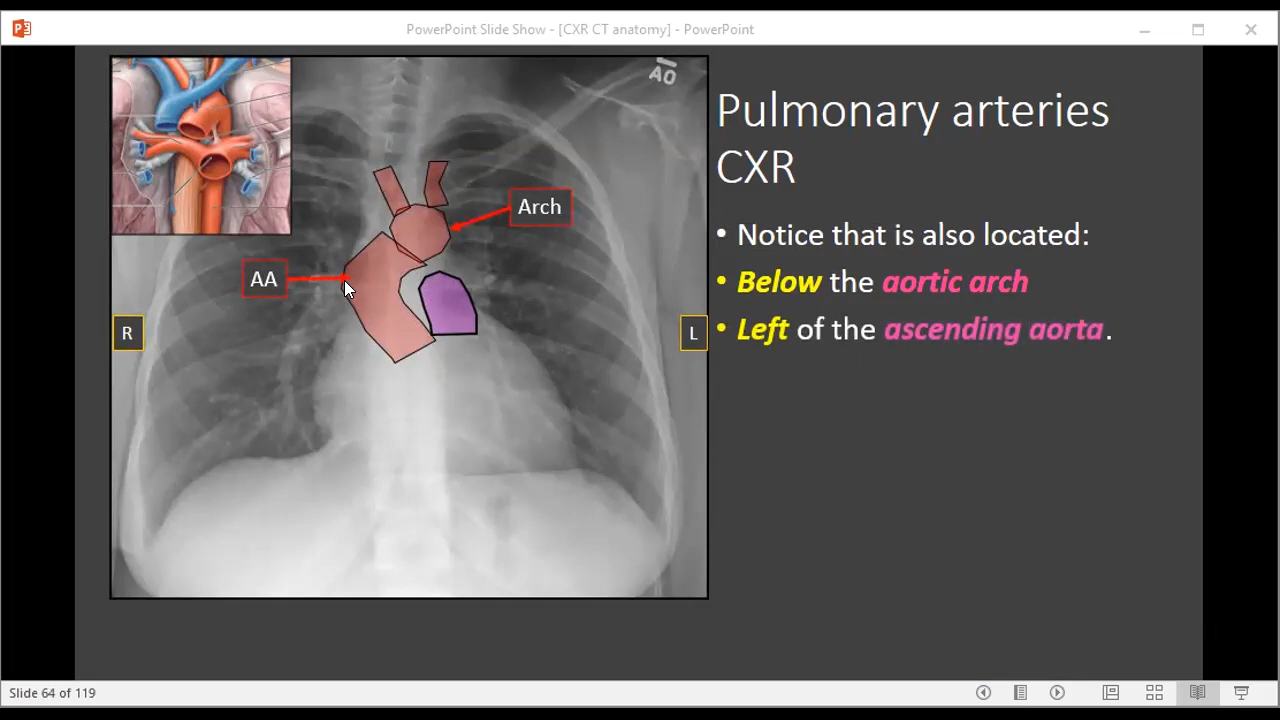 PowerPoint Slide Show - [CXR CT anatomy] - PowerPoint
AO
Pulmonary arteries
CXR
• Notice that is also located:
• Below the aortic arch
• Left of the ascending aorta.
Arch
AA
R
L
Slide 64 of 119